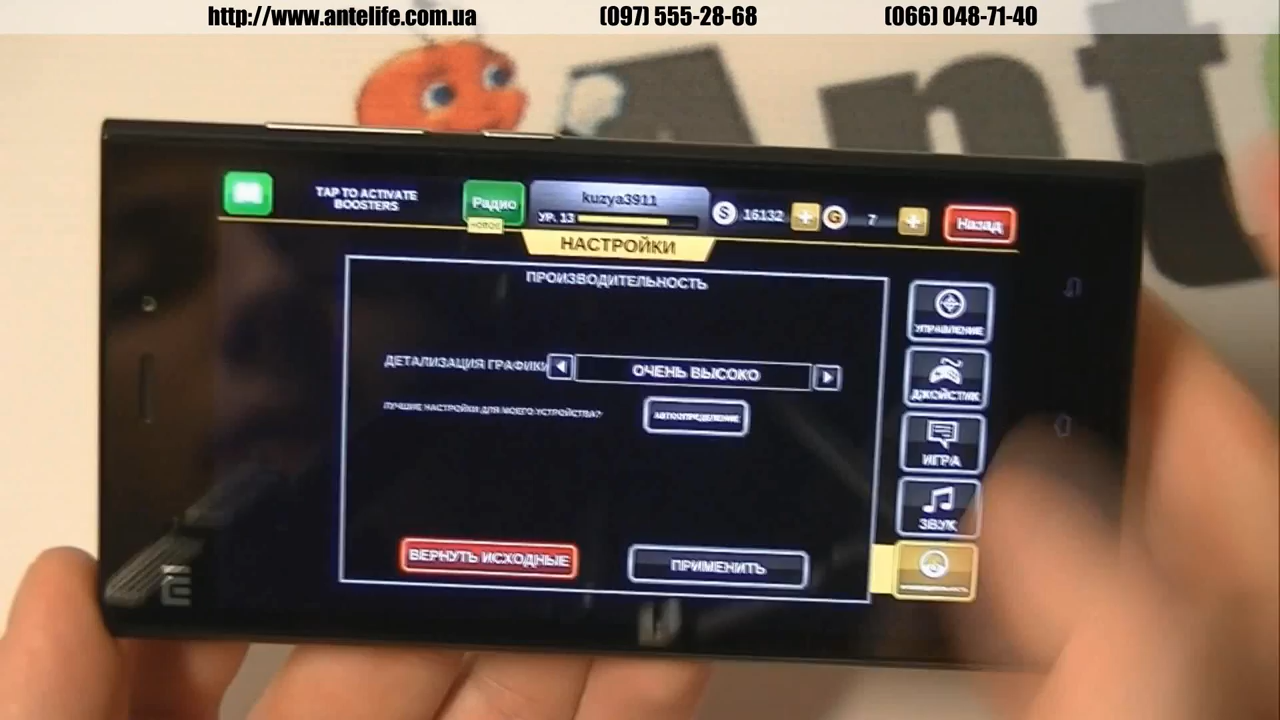 http://www.antelife.com.ua (097) 555-28-68 (066) 048-71-40
Ant
TAP TO ACTIVATE
BOOSTERS
Радио
НОВОЕ
kuzya3911
УР. 13
S 16132 + G 7 +
Назад
НАСТРОЙКИ
ПРОИЗВОДИТЕЛЬНОСТЬ
ДЕТАЛИЗАЦИЯ ГРАФИКИ ОЧЕНЬ ВЫСОКО
ЛУЧШИЕ НАСТРОЙКИ ДЛЯ МОЕГО УСТРОЙСТВА? АВТООПРЕДЕЛЕНИЕ
ВЕРНУТЬ ИСХОДНЫЕ ПРИМЕНИТЬ
УПРАВЛЕНИЕ
ДЖОЙСТИК
ИГРА
ЗВУК